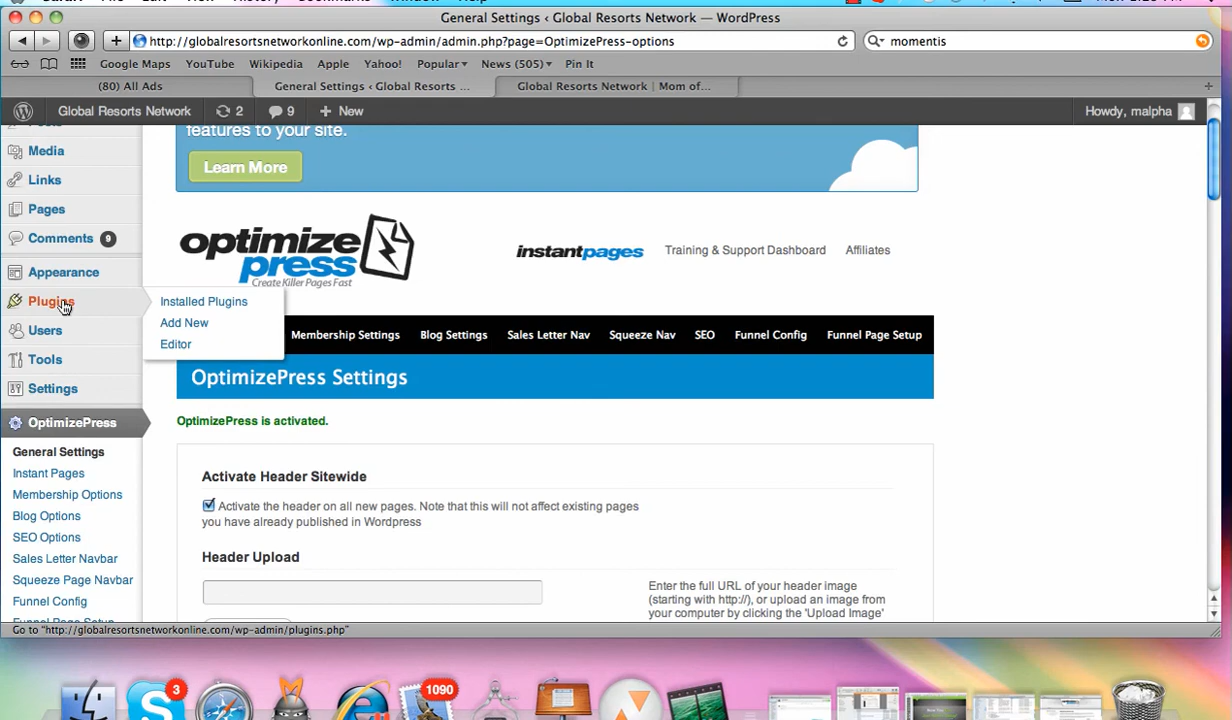 General Settings ‹ Global Resorts Network — WordPress
http://globalresortsnetworkonline.com/wp-admin/admin.php?page=OptimizePress-options
momentis
Google Maps YouTube Wikipedia Apple Yahoo! Popular▾ News (505)▾ Pin It
(80) All Ads
General Settings ‹ Global Resorts ...
Global Resorts Network | Mom of...
Global Resorts Network 2 9 + New
Howdy, malpha
features to your site.
Learn More
Media
Links
Pages
Comments 9
Appearance
Plugins
Users
Tools
Settings
OptimizePress
General Settings
Instant Pages
Membership Options
Blog Options
SEO Options
Sales Letter Navbar
Squeeze Page Navbar
Funnel Config
Installed Plugins
Add New
Editor
optimize
press
Create Killer Pages Fast
instantpages
Training & Support Dashboard
Affiliates
Membership Settings Blog Settings Sales Letter Nav Squeeze Nav SEO Funnel Config Funnel Page Setup
OptimizePress Settings
OptimizePress is activated.
Activate Header Sitewide
Activate the header on all new pages. Note that this will not affect existing pages
you have already published in Wordpress
Header Upload
Enter the full URL of your header image
(starting with http://), or upload an image from
your computer by clicking the 'Upload Image'
Go to "http://globalresortsnetworkonline.com/wp-admin/plugins.php"
3
1090